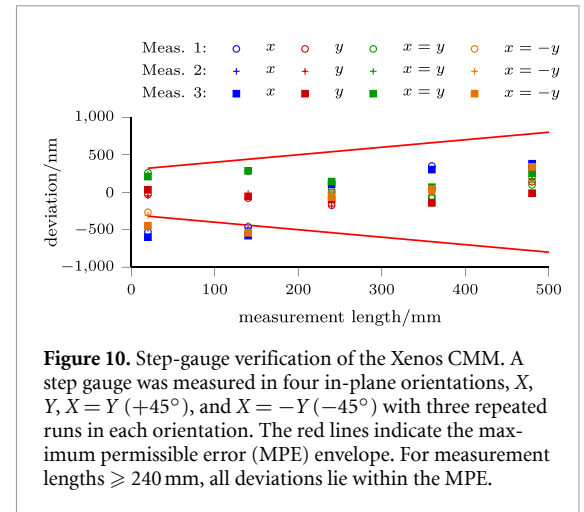 Meas. 1: x y x = y x = −y
Meas. 2: x y x = y x = −y
Meas. 3: x y x = y x = −y
1,000
500
0
−500
−1,000
deviation/nm
0 100 200 300 400 500
measurement length/mm
Figure 10. Step-gauge verification of the Xenos CMM. A
step gauge was measured in four in-plane orientations, X,
Y, X = Y (+45°), and X = −Y (−45°) with three repeated
runs in each orientation. The red lines indicate the max-
imum permissible error (MPE) envelope. For measurement
lengths ⩾ 240 mm, all deviations lie within the MPE.